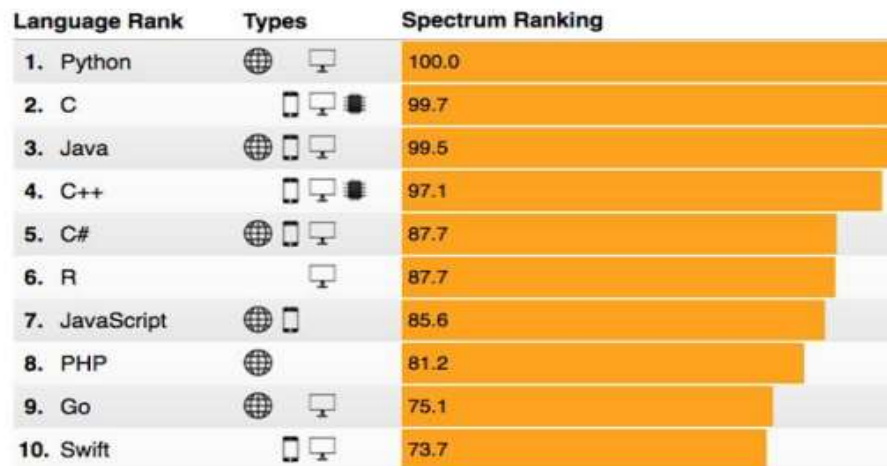 Language Rank Types Spectrum Ranking
1. Python 100.0
2. C 99.7
3. Java 99.5
4. C++ 97.1
5. C# 87.7
6. R 87.7
7. JavaScript 85.6
8. PHP 81.2
9. Go 75.1
10. Swift 73.7